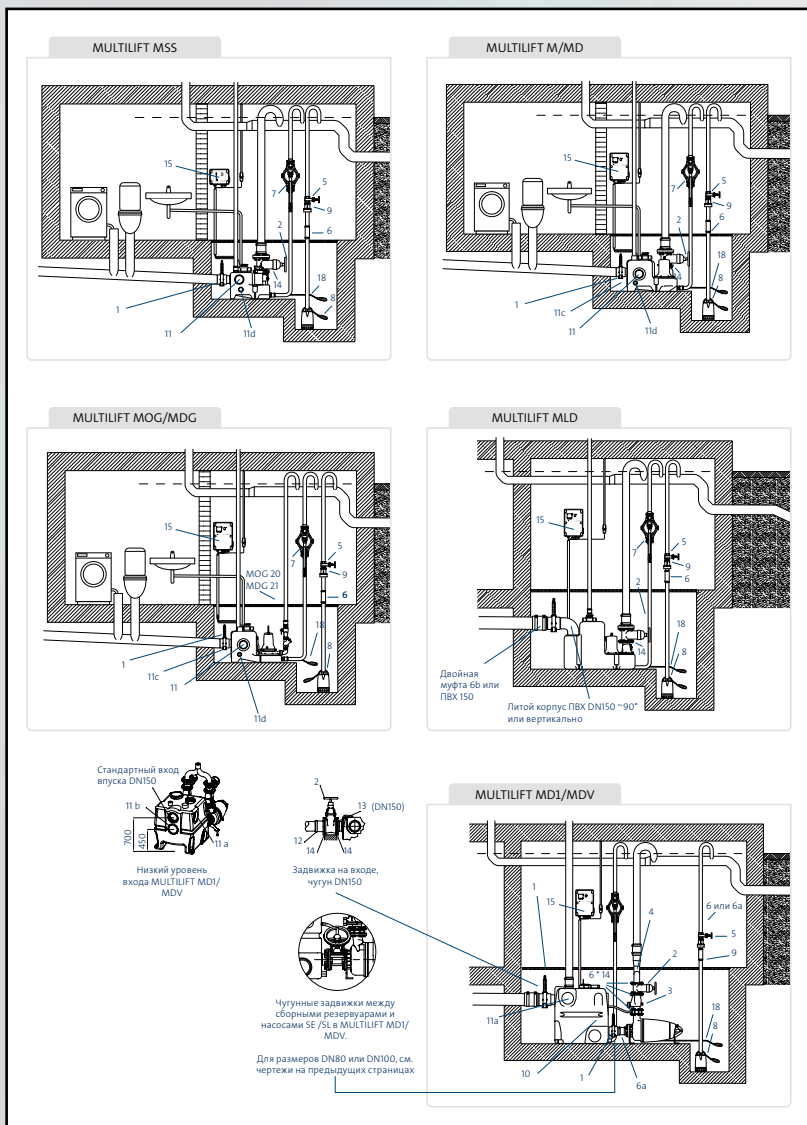 MULTILIFT MSS
15
7
5
2
9
6
14
18
8
1
11
11d
MULTILIFT M/MD
15
7
5
9
2
6
14
18
8
1
11c
11
11d
MULTILIFT MOG/MDG
15
7
5
MOG 20
9
MDG 21
6
18
8
1
11c
11
11d
MULTILIFT MLD
15
7
5
9
2
6
14
18
8
Двойная
муфта 6b или
ПВХ 150
Литой корпус ПВХ DN150 ~90°
или вертикально
Стандартный вход
впуска DN150
11 b
700
450
11 a
Низкий уровень
входа MULTILIFT MD1/
MDV
2
13 (DN150)
12
14
14
Задвижка на входе,
чугун DN150
Чугунные задвижки между
сборными резервуарами и
насосами SE /SL в MULTILIFT MD1/
MDV.
Для размеров DN80 или DN100, см.
чертежи на предыдущих страницах
MULTILIFT MD1/MDV
1
15
4
6 или 6a
5
9
6 * 14
2
3
11a
18
8
10
1
6a